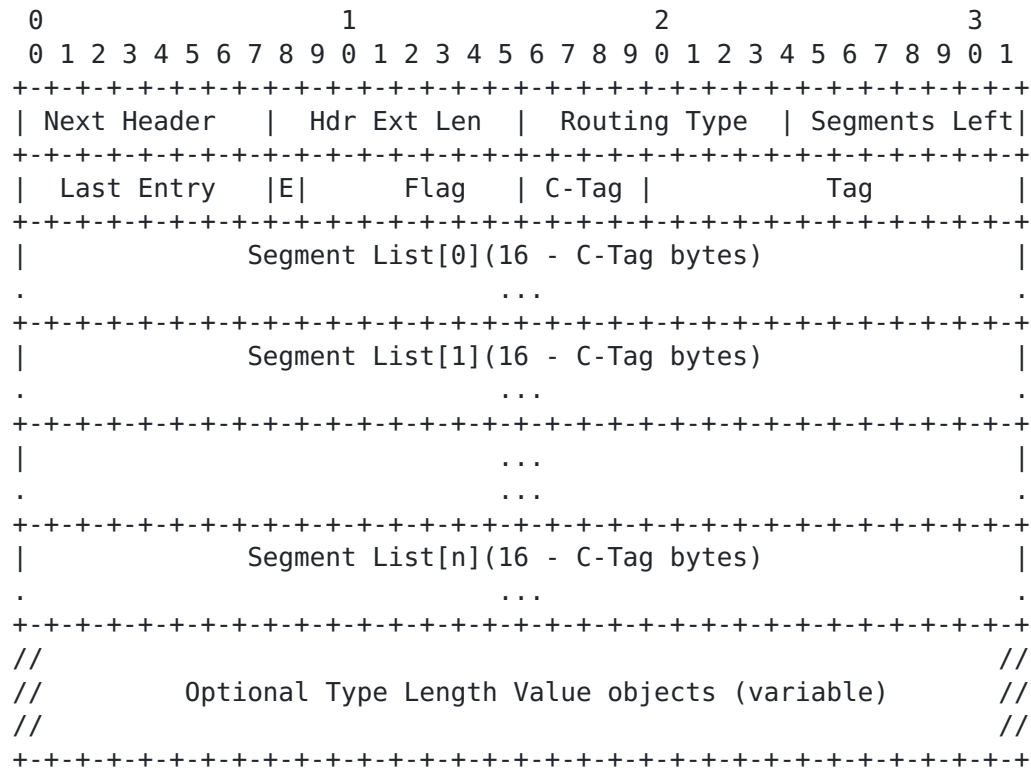 0                   1                   2                   3
 0 1 2 3 4 5 6 7 8 9 0 1 2 3 4 5 6 7 8 9 0 1 2 3 4 5 6 7 8 9 0 1
+-+-+-+-+-+-+-+-+-+-+-+-+-+-+-+-+-+-+-+-+-+-+-+-+-+-+-+-+-+-+-+-+
| Next Header   |  Hdr Ext Len  |  Routing Type  | Segments Left|
+-+-+-+-+-+-+-+-+-+-+-+-+-+-+-+-+-+-+-+-+-+-+-+-+-+-+-+-+-+-+-+-+
|  Last Entry   |E|      Flag   | C-Tag |           Tag         |
+-+-+-+-+-+-+-+-+-+-+-+-+-+-+-+-+-+-+-+-+-+-+-+-+-+-+-+-+-+-+-+-+
|              Segment List[0](16 - C-Tag bytes)                |
.                              ...                              .
+-+-+-+-+-+-+-+-+-+-+-+-+-+-+-+-+-+-+-+-+-+-+-+-+-+-+-+-+-+-+-+-+
|              Segment List[1](16 - C-Tag bytes)                |
.                              ...                              .
+-+-+-+-+-+-+-+-+-+-+-+-+-+-+-+-+-+-+-+-+-+-+-+-+-+-+-+-+-+-+-+-+
|                              ...                              |
.                              ...                              .
+-+-+-+-+-+-+-+-+-+-+-+-+-+-+-+-+-+-+-+-+-+-+-+-+-+-+-+-+-+-+-+-+
|              Segment List[n](16 - C-Tag bytes)                |
.                              ...                              .
+-+-+-+-+-+-+-+-+-+-+-+-+-+-+-+-+-+-+-+-+-+-+-+-+-+-+-+-+-+-+-+-+
//                                                             //
//         Optional Type Length Value objects (variable)       //
//                                                             //
+-+-+-+-+-+-+-+-+-+-+-+-+-+-+-+-+-+-+-+-+-+-+-+-+-+-+-+-+-+-+-+-+